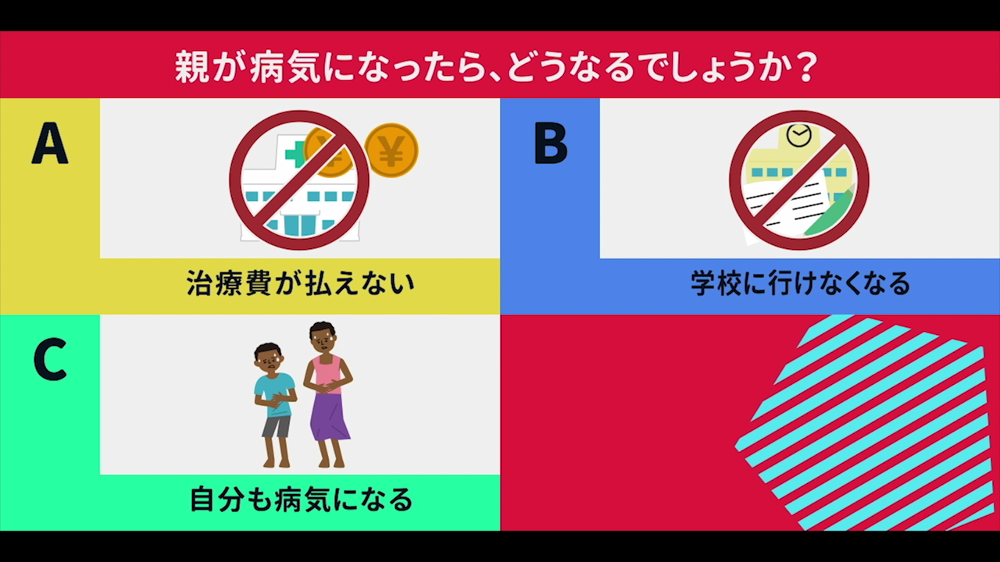 親が病気になったら、どうなるでしょうか?
A
¥
¥
治療費が払えない
B
学校に行けなくなる
C
自分も病気になる